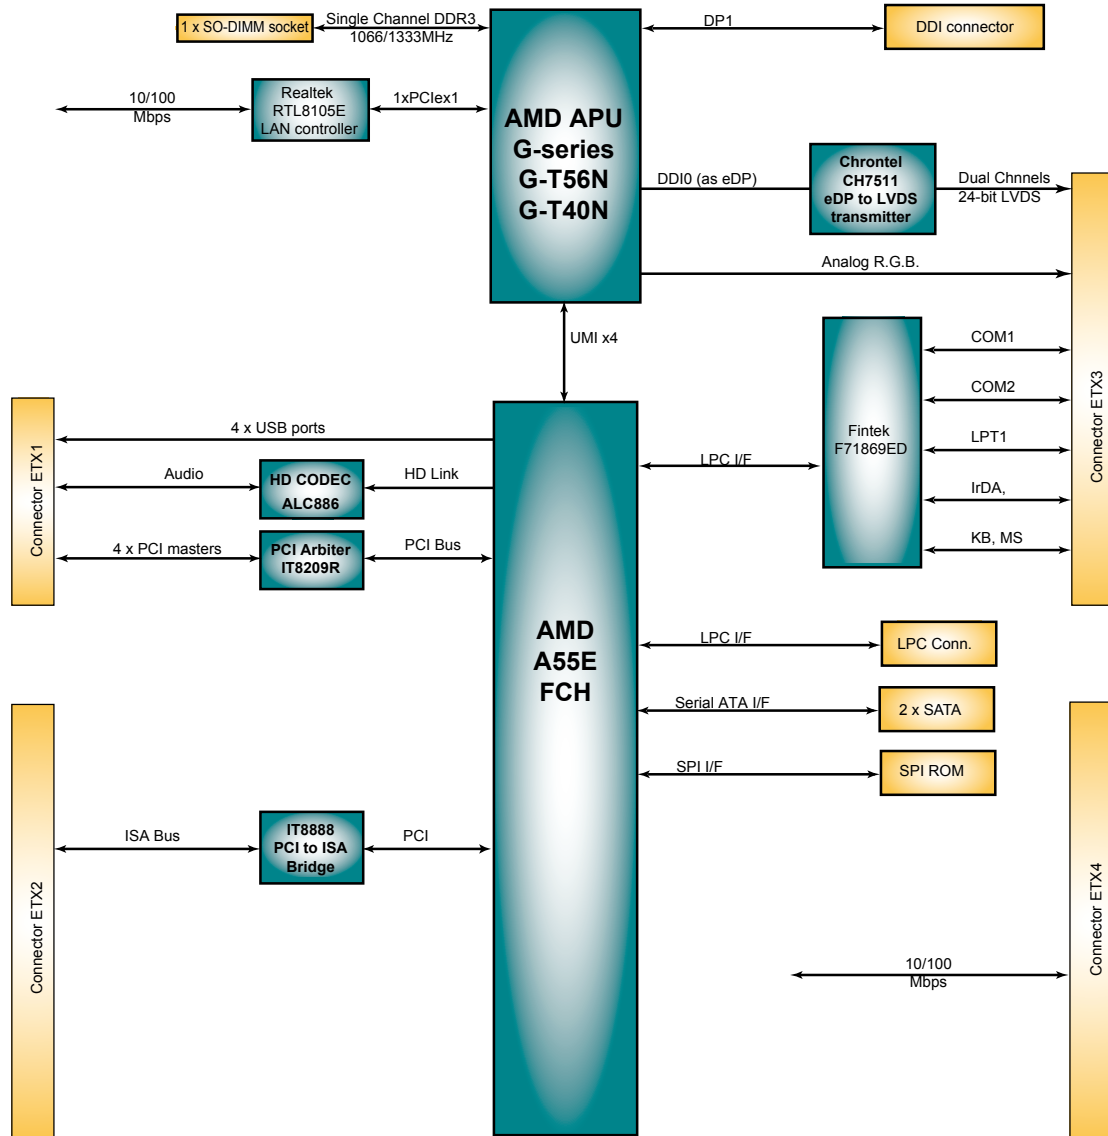 1 x SO-DIMM socket
Single Channel DDR3
1066/1333MHz
DP1
DDI connector
10/100
Mbps
Realtek
RTL8105E
LAN controller
1xPCIex1
AMD APU
G-series
G-T56N
G-T40N
DDI0 (as eDP)
Chrontel
CH7511
eDP to LVDS
transmitter
Dual Chnnels
24-bit LVDS
Analog R.G.B.
UMI x4
Connector ETX3
COM1
COM2
LPT1
IrDA,
KB, MS
Fintek
F71869ED
LPC I/F
Connector ETX1
4 x USB ports
Audio
HD CODEC
ALC886
HD Link
4 x PCI masters
PCI Arbiter
IT8209R
PCI Bus
AMD
A55E
FCH
LPC I/F
LPC Conn.
Serial ATA I/F
2 x SATA
SPI I/F
SPI ROM
Connector ETX2
ISA Bus
IT8888
PCI to ISA
Bridge
PCI
Connector ETX4
10/100
Mbps